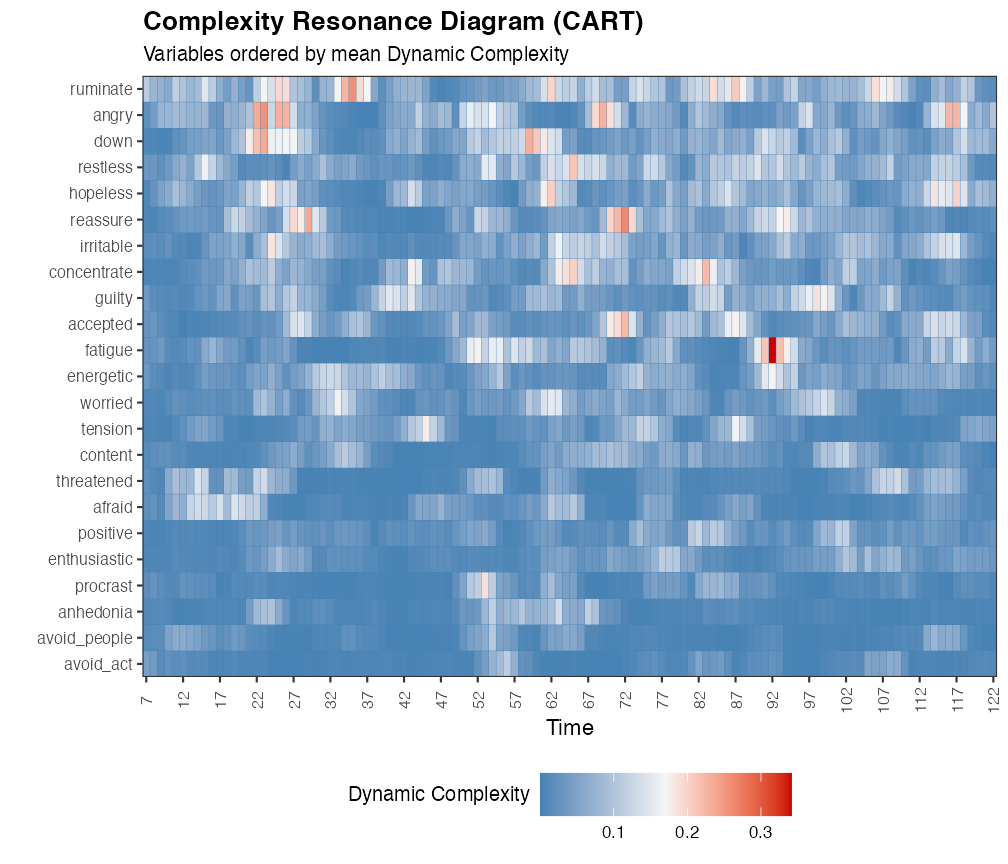 Complexity Resonance Diagram (CART)
Variables ordered by mean Dynamic Complexity
ruminate
angry
down
restless
hopeless
reassure
irritable
concentrate
guilty
accepted
fatigue
energetic
worried
tension
content
threatened
afraid
positive
enthusiastic
procrast
anhedonia
avoid_people
avoid_act
7 12 17 22 27 32 37 42 47 52 57 62 67 72 77 82 87 92 97 102 107 112 117 122
Time
Dynamic Complexity
0.1 0.2 0.3